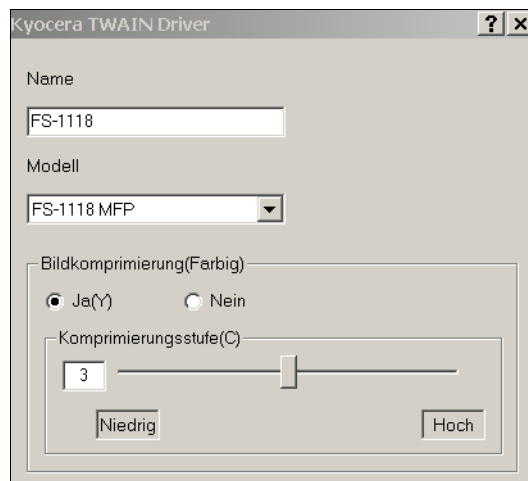 Kyocera TWAIN Driver
Name
FS-1118
Modell
FS-1118 MFP
Bildkomprimierung(Farbig)
Ja(Y) Nein
Komprimierungsstufe(C)
3
Niedrig Hoch